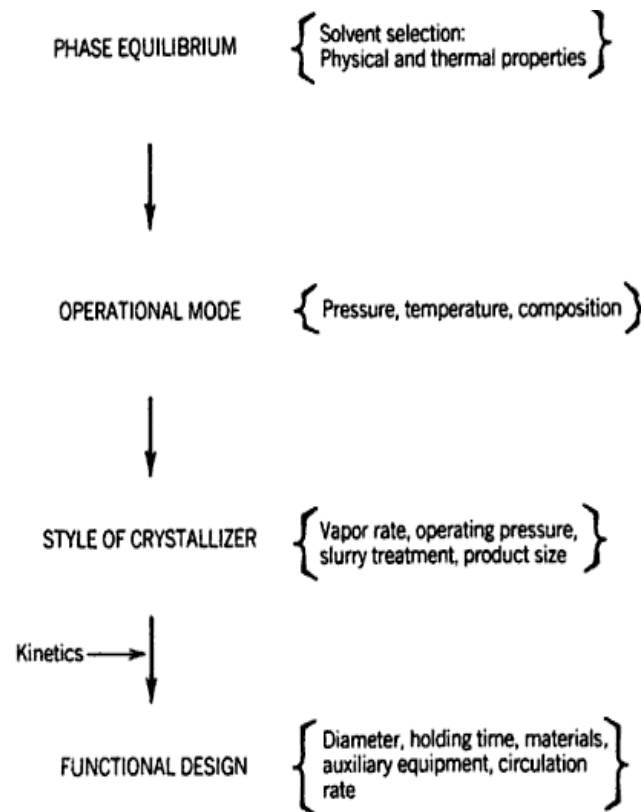 PHASE EQUILIBRIUM
Solvent selection:
Physical and thermal properties
OPERATIONAL MODE
Pressure, temperature, composition
STYLE OF CRYSTALLIZER
Vapor rate, operating pressure,
slurry treatment, product size
Kinetics
FUNCTIONAL DESIGN
Diameter, holding time, materials,
auxiliary equipment, circulation
rate